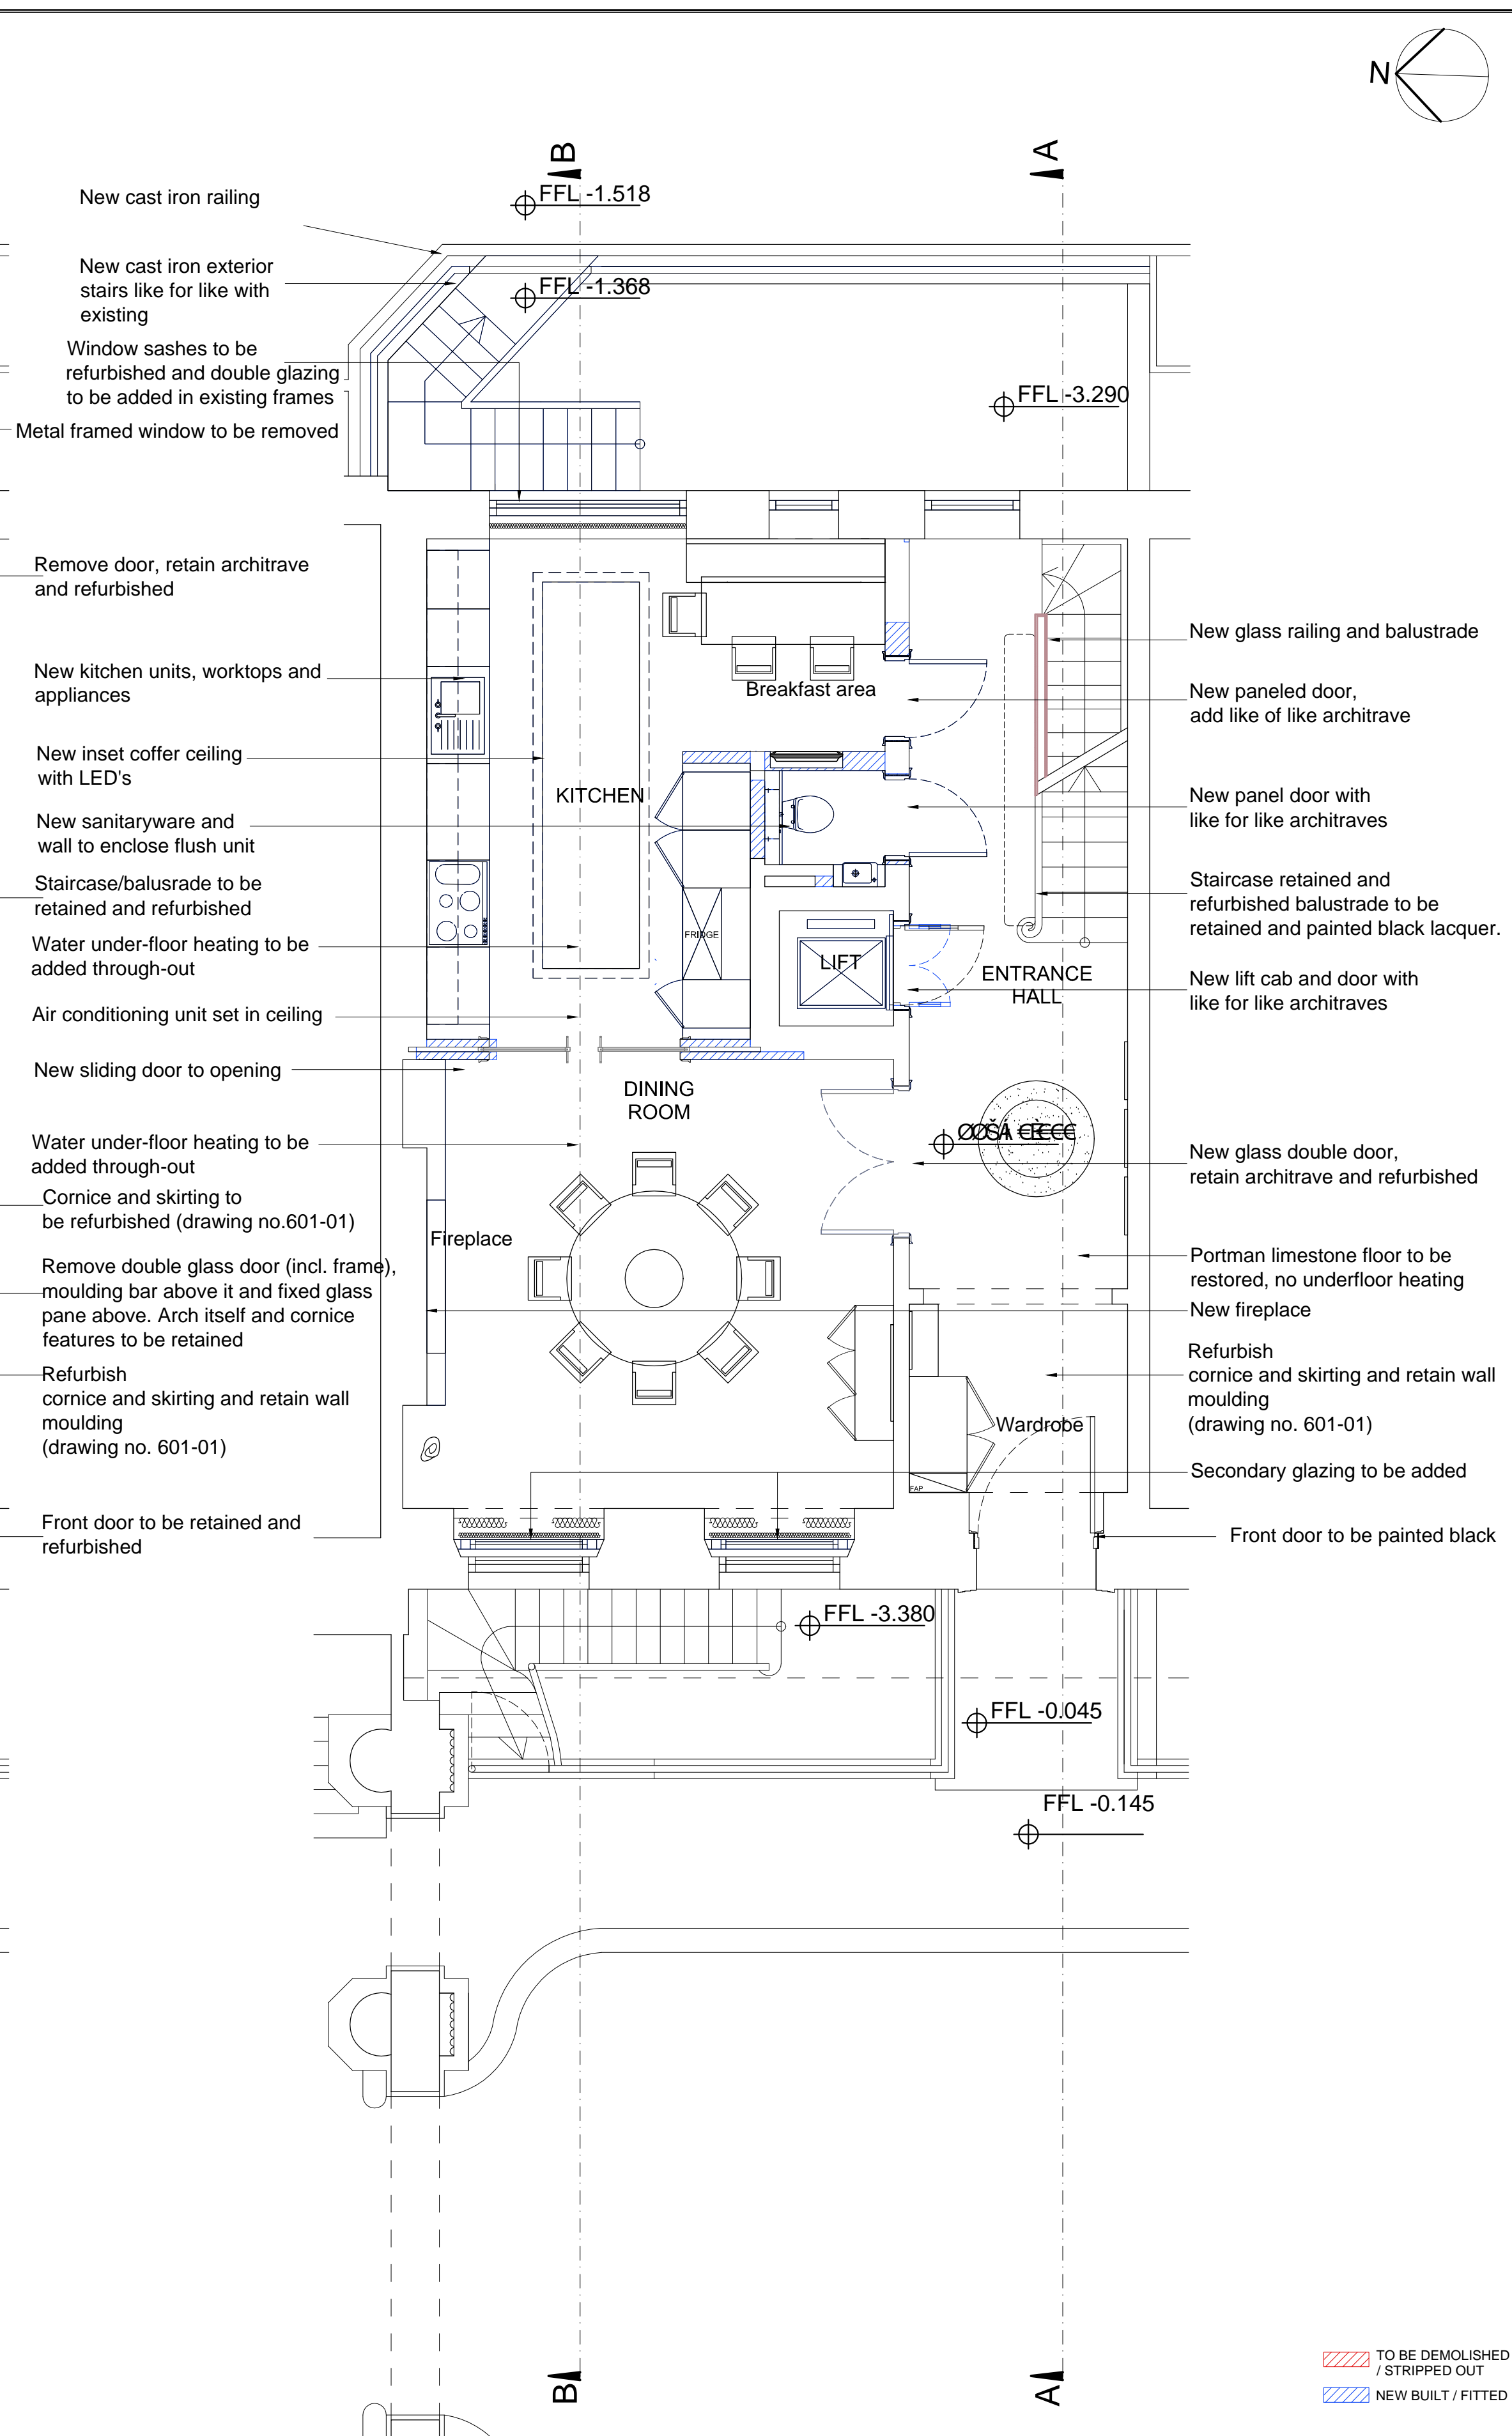 N
B
A
FFL -1.518
New cast iron railing
New cast iron exterior
stairs like for like with
existing
FFL -1.368
Window sashes to be
refurbished and double glazing
to be added in existing frames
FFL -3.290
Metal framed window to be removed
Remove door, retain architrave
and refurbished
New kitchen units, worktops and
appliances
New inset coffer ceiling
with LED's
New sanitaryware and
wall to enclose flush unit
Staircase/balusrade to be
retained and refurbished
Water under-floor heating to be
added through-out
Air conditioning unit set in ceiling
New sliding door to opening
Water under-floor heating to be
added through-out
Cornice and skirting to
be refurbished (drawing no.601-01)
Remove double glass door (incl. frame),
moulding bar above it and fixed glass
pane above. Arch itself and cornice
features to be retained
Refurbish
cornice and skirting and retain wall
moulding
(drawing no. 601-01)
Front door to be retained and
refurbished
Breakfast area
KITCHEN
FRIDGE
LIFT
ENTRANCE
HALL
DINING
ROOM
Fireplace
Wardrobe
FAP
New glass railing and balustrade
New paneled door,
add like of like architrave
New panel door with
like for like architraves
Staircase retained and
refurbished balustrade to be
retained and painted black lacquer.
New lift cab and door with
like for like architraves
New glass double door,
retain architrave and refurbished
Portman limestone floor to be
restored, no underfloor heating
New fireplace
Refurbish
cornice and skirting and retain wall
moulding
(drawing no. 601-01)
Secondary glazing to be added
Front door to be painted black
FFL -3.380
FFL -0.045
FFL -0.145
B
A
TO BE DEMOLISHED
/ STRIPPED OUT
NEW BUILT / FITTED